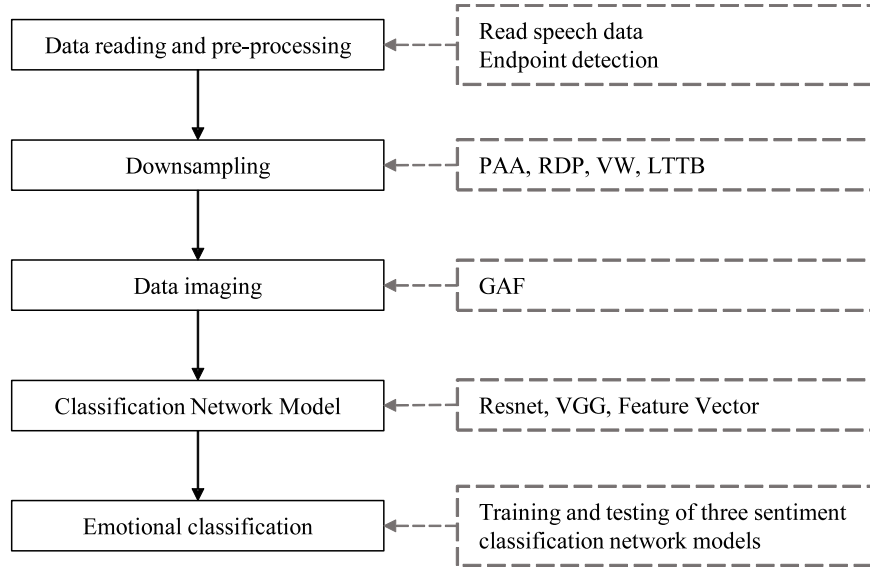 Data reading and pre-processing
Read speech data
Endpoint detection
Downsampling
PAA, RDP, VW, LTTB
Data imaging
GAF
Classification Network Model
Resnet, VGG, Feature Vector
Emotional classification
Training and testing of three sentiment
classification network models